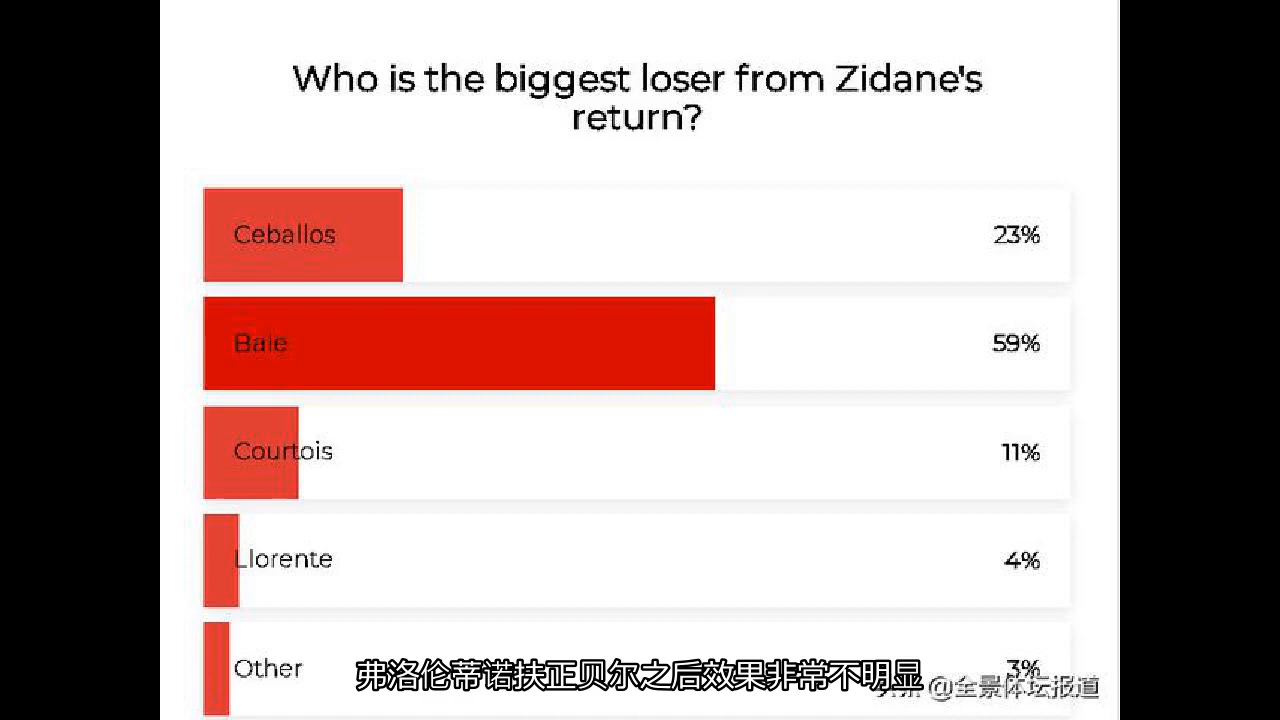 Who is the biggest loser from Zidane's
return?
Ceballos 23%
Bale 59%
Courtois 11%
Llorente 4%
Other 3%
弗洛伦蒂诺扶正贝尔之后效果非常不明显
@全景体坛报道